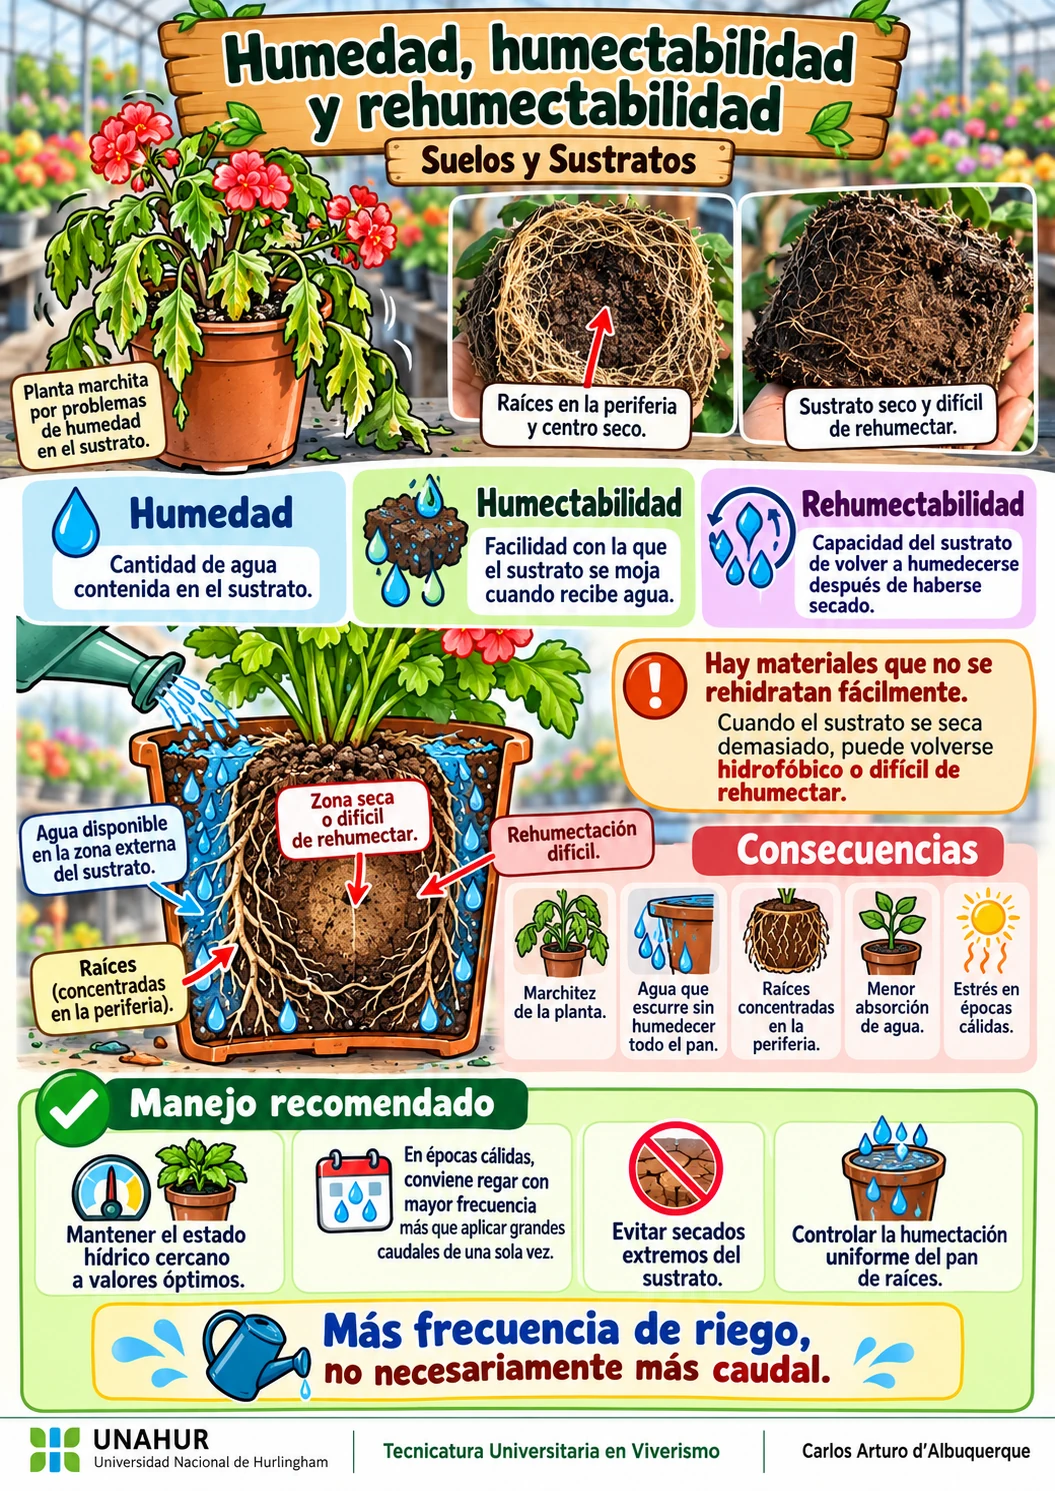 Humedad, humectabilidad
y rehumectabilidad
Suelos y Sustratos
Planta marchita
por problemas
de humedad
en el sustrato.
Raíces en la periferia
y centro seco.
Sustrato seco y difícil
de rehumectar.
Humedad
Cantidad de agua
contenida en el sustrato.
Humectabilidad
Facilidad con la que
el sustrato se moja
cuando recibe agua.
Rehumectabilidad
Capacidad del sustrato
de volver a humedecerse
después de haberse
secado.
Hay materiales que no se
rehidratan fácilmente.
Cuando el sustrato se seca
demasiado, puede volverse
hidrofóbico o difícil de
rehumectar.
Zona seca
o dificil
de rehumectar.
Agua disponible
en la zona externa
del sustrato.
Rehumectación
dificil.
Raíces
(concentradas
en la periferia).
Consecuencias
Marchitez
de la planta.
Agua que
escurre sin
humedecer
todo el pan.
Raíces
concentradas
en la
periferia.
Menor
absorción
de agua.
Estrés en
épocas
cálidas.
Manejo recomendado
Mantener el estado
hídrico cercano
a valores óptimos.
En épocas cálidas,
conviene regar con
mayor frecuencia
más que aplicar grandes
caudales de una sola vez.
Evitar secados
extremos del
sustrato.
Controlar la humectación
uniforme del pan
de raíces.
Más frecuencia de riego,
no necesariamente más caudal.
UNAHUR
Universidad Nacional de Hurlingham
Tecnicatura Universitaria en Viverismo
Carlos Arturo d'Albuquerque